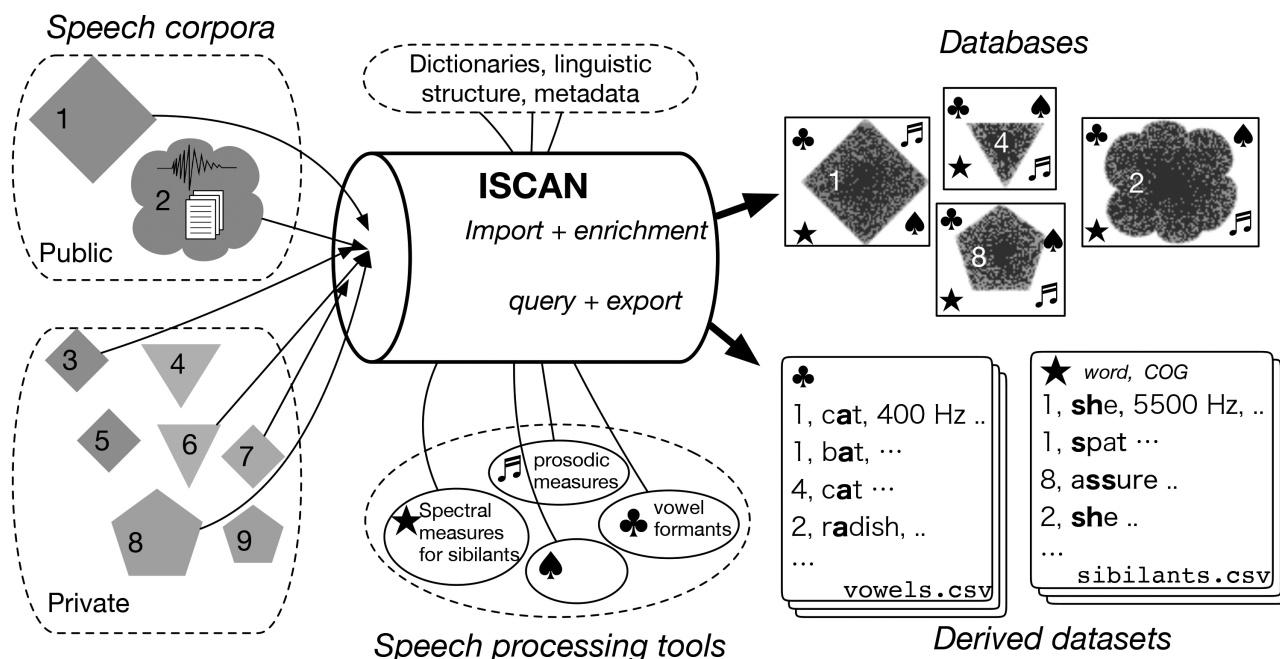 Speech corpora
1
2
Public
3
4
5
6
7
8
9
Private
Dictionaries, linguistic
structure, metadata
ISCAN
Import + enrichment
query + export
prosodic
measures
Spectral
measures
for sibilants
vowel
formants
Speech processing tools
Databases
1
4
8
2
1, cat, 400 Hz ..
1, bat, ...
4, cat ...
2, radish, ..
...
vowels.csv
word, COG
1, she, 5500 Hz, ..
1, spat ...
8, assure ..
2, she ..
...
sibilants.csv
Derived datasets